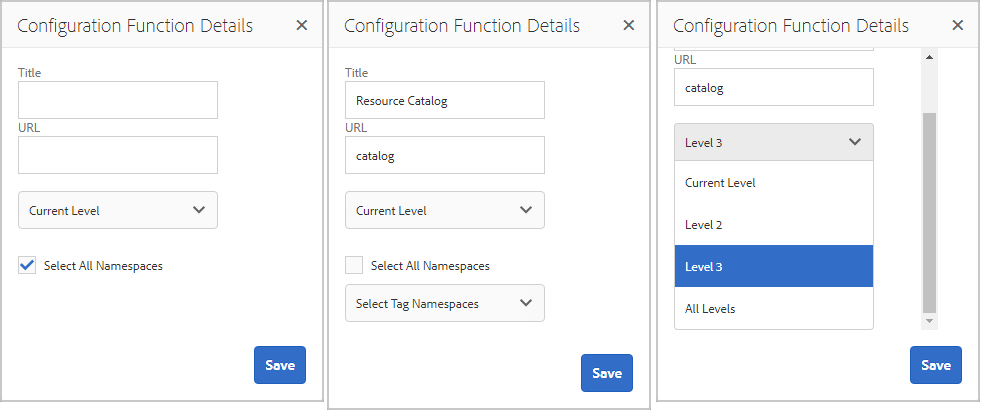 Configuration Function Details
Title
URL
Current Level
Select All Namespaces
Save
Configuration Function Details
Title
Resource Catalog
URL
catalog
Current Level
Select All Namespaces
Select Tag Namespaces
Save
Configuration Function Details
URL
catalog
Level 3
Current Level
Level 2
Level 3
All Levels
Save